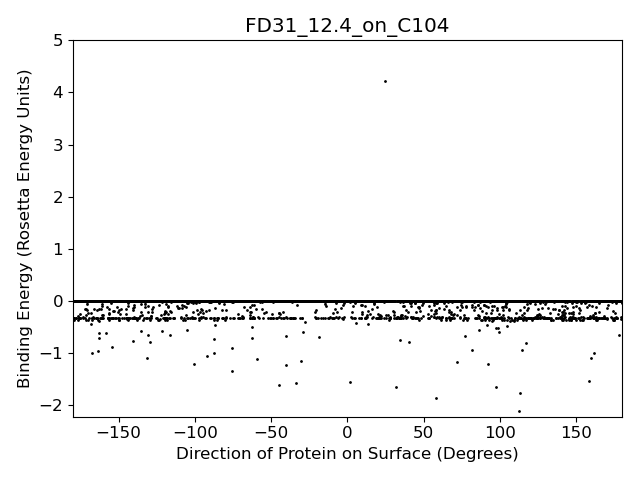 FD31_12.4_on_C104
Binding Energy (Rosetta Energy Units)
5
4
3
2
1
0
−1
−2
−150 −100 −50 0 50 100 150
Direction of Protein on Surface (Degrees)